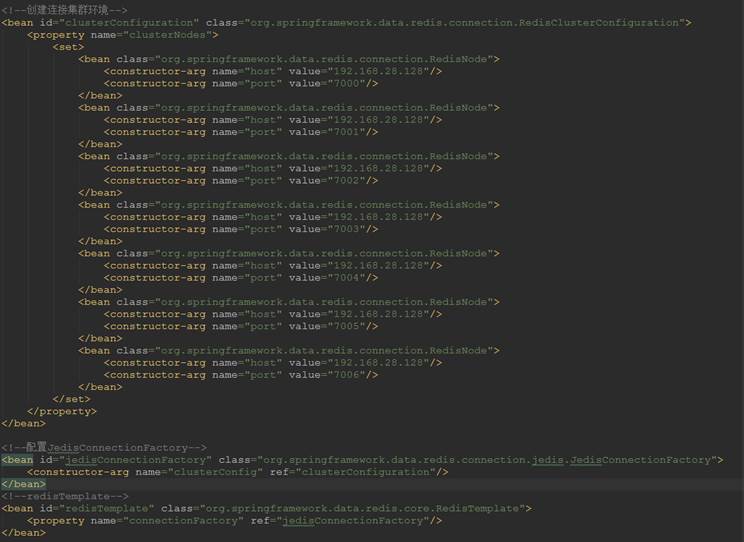 <!--创建连接集群环境-->
<bean id="clusterConfiguration" class="org.springframework.data.redis.connection.RedisClusterConfiguration">
    <property name="clusterNodes">
        <set>
            <bean class="org.springframework.data.redis.connection.RedisNode">
                <constructor-arg name="host" value="192.168.28.128"/>
                <constructor-arg name="port" value="7000"/>
            </bean>
            <bean class="org.springframework.data.redis.connection.RedisNode">
                <constructor-arg name="host" value="192.168.28.128"/>
                <constructor-arg name="port" value="7001"/>
            </bean>
            <bean class="org.springframework.data.redis.connection.RedisNode">
                <constructor-arg name="host" value="192.168.28.128"/>
                <constructor-arg name="port" value="7002"/>
            </bean>
            <bean class="org.springframework.data.redis.connection.RedisNode">
                <constructor-arg name="host" value="192.168.28.128"/>
                <constructor-arg name="port" value="7003"/>
            </bean>
            <bean class="org.springframework.data.redis.connection.RedisNode">
                <constructor-arg name="host" value="192.168.28.128"/>
                <constructor-arg name="port" value="7004"/>
            </bean>
            <bean class="org.springframework.data.redis.connection.RedisNode">
                <constructor-arg name="host" value="192.168.28.128"/>
                <constructor-arg name="port" value="7005"/>
            </bean>
            <bean class="org.springframework.data.redis.connection.RedisNode">
                <constructor-arg name="host" value="192.168.28.128"/>
                <constructor-arg name="port" value="7006"/>
            </bean>
        </set>
    </property>
</bean>
<!--配置JedisConnectionFactory-->
<bean id="jedisConnectionFactory" class="org.springframework.data.redis.connection.jedis.JedisConnectionFactory">
    <constructor-arg name="clusterConfig" ref="clusterConfiguration"/>
</bean>
<!--redisTemplate-->
<bean id="redisTemplate" class="org.springframework.data.redis.core.RedisTemplate">
    <property name="connectionFactory" ref="jedisConnectionFactory"/>
</bean>